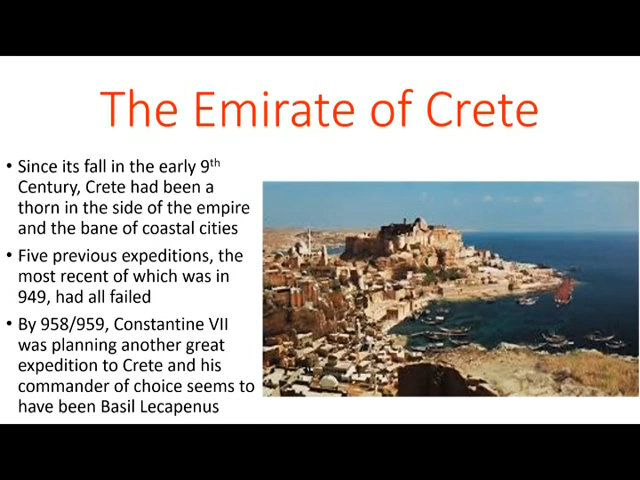 The Emirate of Crete
• Since its fall in the early 9th
Century, Crete had been a
thorn in the side of the empire
and the bane of coastal cities
• Five previous expeditions, the
most recent of which was in
949, had all failed
• By 958/959, Constantine VII
was planning another great
expedition to Crete and his
commander of choice seems to
have been Basil Lecapenus